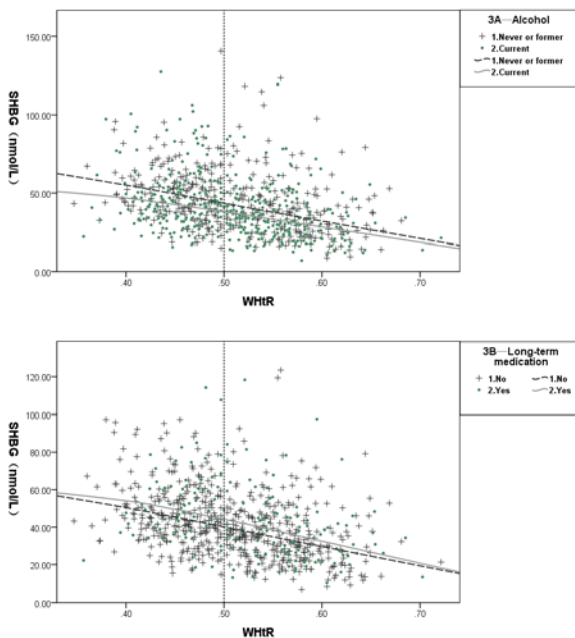 3A—Alcohol
1.Never or former
2.Current
1.Never or former
2.Current
150.00
100.00
50.00
0.00
SHBG（nmol/L）
.40
.50
.60
.70
WHtR
3B—Long-term
medication
1.No
1.No
2.Yes
2.Yes
120.00
100.00
80.00
60.00
40.00
20.00
0.00
SHBG（nmol/L）
.40
.50
.60
.70
WHtR